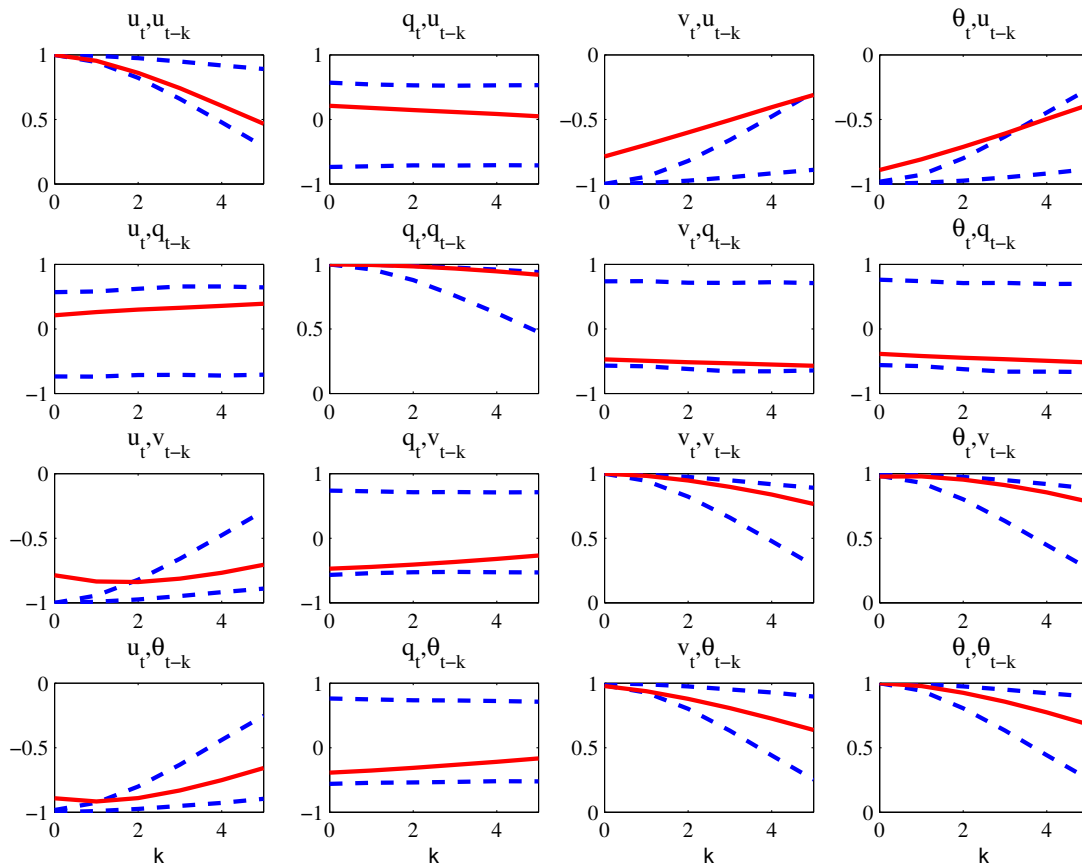 u_t,u_{t−k} q_t,u_{t−k} v_t,u_{t−k} θ_t,u_{t−k}
1 1 −0 −0
0.5 0 −0.5 −0.5
0 −1 −1 −1
0 2 4 0 2 4 0 2 4 0 2 4
u_t,q_{t−k} q_t,q_{t−k} v_t,q_{t−k} θ_t,q_{t−k}
1 1 1 1
0 0.5 0 0
−1 0 −1 −1
0 2 4 0 2 4 0 2 4 0 2 4
u_t,v_{t−k} q_t,v_{t−k} v_t,v_{t−k} θ_t,v_{t−k}
0 1 1 1
−0.5 0 0.5 0.5
−1 −1 0 0
0 2 4 0 2 4 0 2 4 0 2 4
u_t,θ_{t−k} q_t,θ_{t−k} v_t,θ_{t−k} θ_t,θ_{t−k}
0 1 1 1
−0.5 0 0.5 0.5
−1 −1 0 0
0 2 4 0 2 4 0 2 4 0 2 4
k k k k